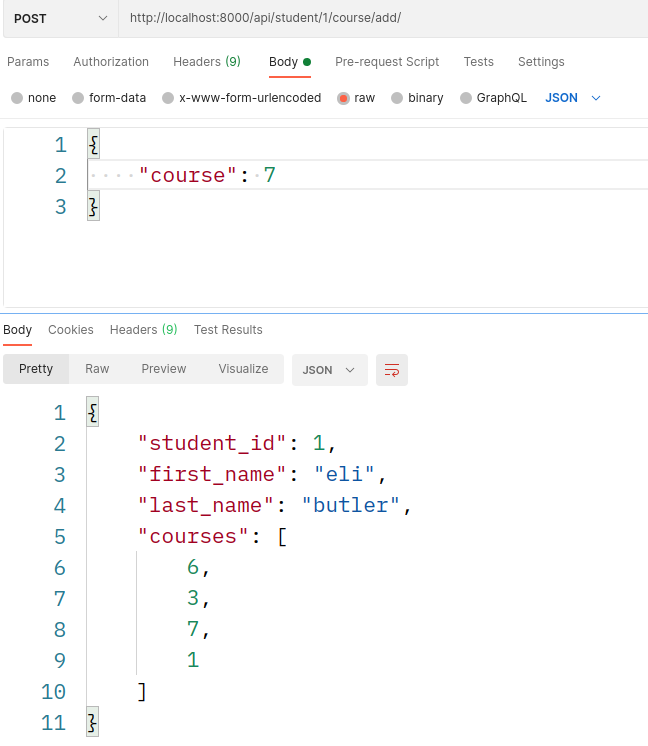 POST http://localhost:8000/api/student/1/course/add/
Params Authorization Headers (9) Body Pre-request Script Tests Settings
none form-data x-www-form-urlencoded raw binary GraphQL JSON
1 {
2 "course": 7
3 }
Body Cookies Headers (9) Test Results
Pretty Raw Preview Visualize JSON
1 {
2 "student_id": 1,
3 "first_name": "eli",
4 "last_name": "butler",
5 "courses": [
6 6,
7 3,
8 7,
9 1
10 ]
11 }